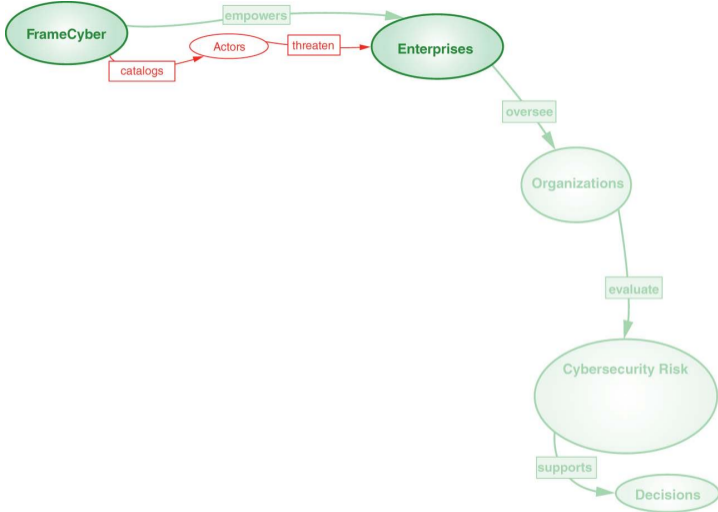 empowers
FrameCyber
Actors
threaten
Enterprises
catalogs
oversee
Organizations
evaluate
Cybersecurity Risk
supports
Decisions